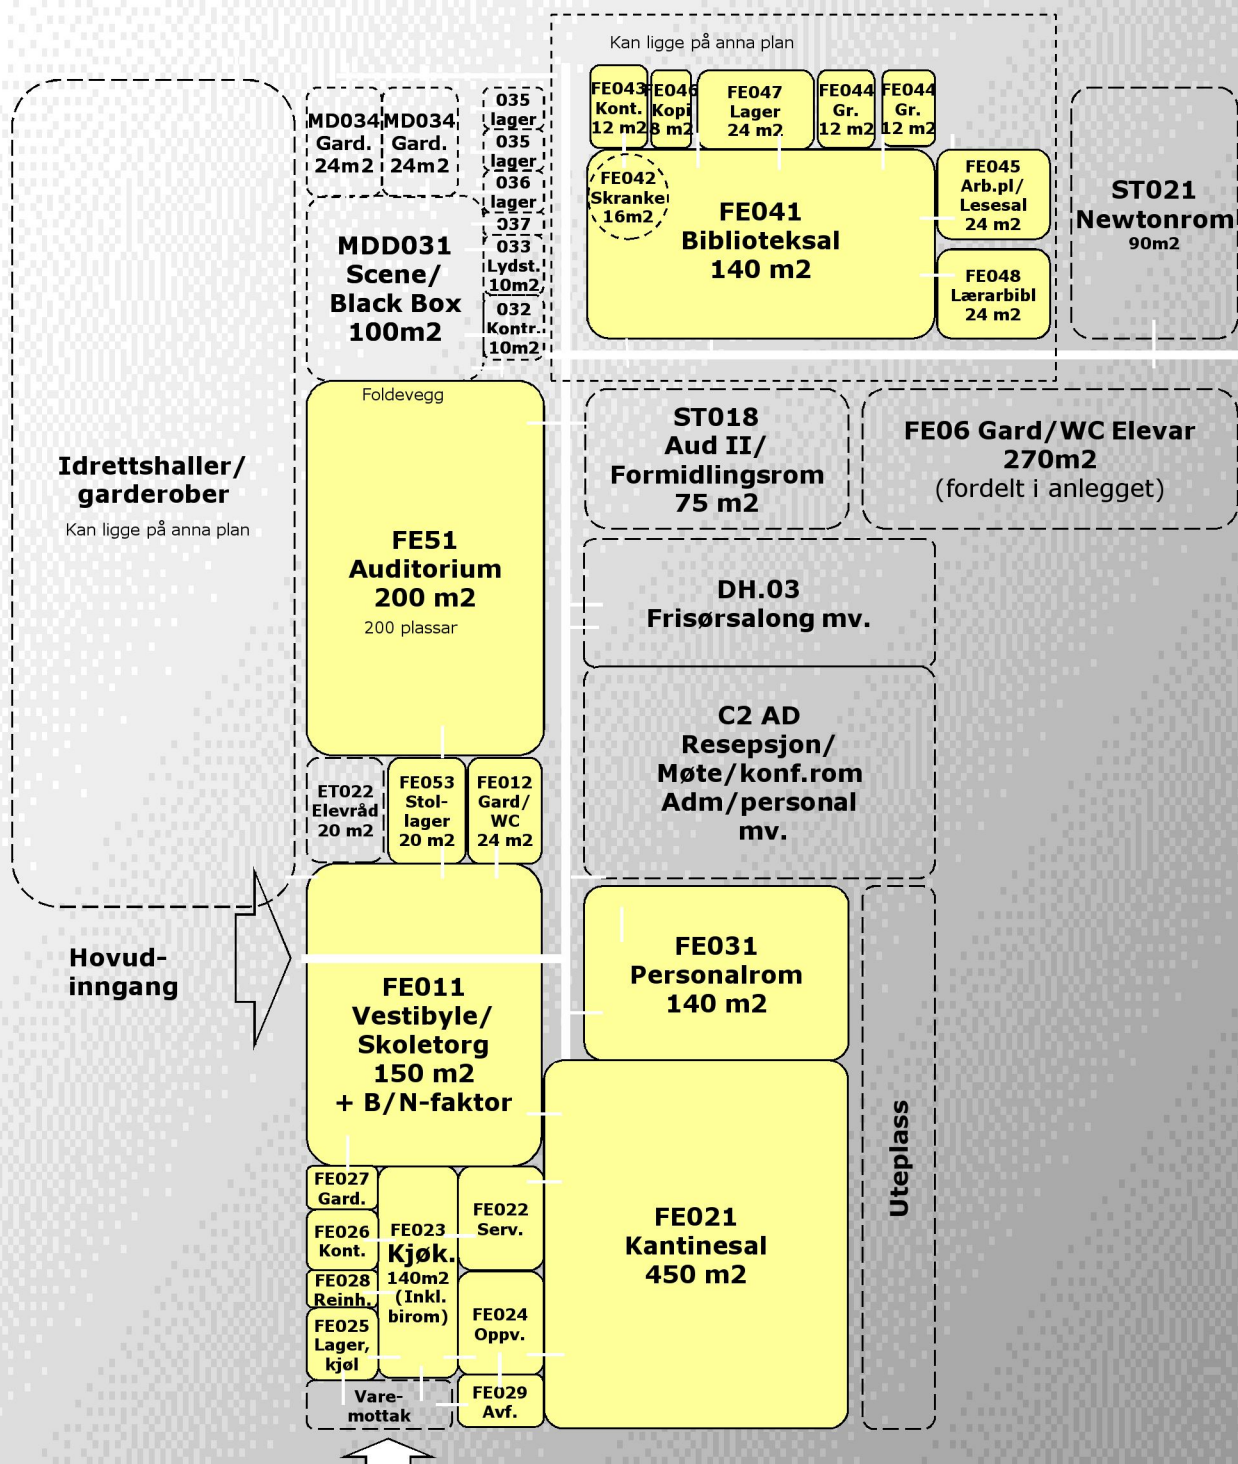 Kan ligge på anna plan
FE043
Kont.
12 m2
FE046
Kopi
8 m2
FE047
Lager
24 m2
FE044
Gr.
12 m2
FE044
Gr.
12 m2
MD034
Gard.
24m2
MD034
Gard.
24m2
035
lager
035
lager
036
lager
037
033
Lydst.
10m2
032
Kontr.
10m2
MDD031
Scene/
Black Box
100m2
FE042
Skranke
16m2
FE041
Biblioteksal
140 m2
FE045
Arb.pl/
Lesesal
24 m2
FE048
Lærarbibl
24 m2
ST021
Newtonrom
90m2
Idrettshaller/
garderober
Kan ligge på anna plan
Foldevegg
FE51
Auditorium
200 m2
200 plassar
ST018
Aud II/
Formidlingsrom
75 m2
FE06 Gard/WC Elevar
270m2
(fordelt i anlegget)
DH.03
Frisørsalong mv.
C2 AD
Resepsjon/
Møte/konf.rom
Adm/personal
mv.
ET022
Elevråd
20 m2
FE053
Stol-
lager
20 m2
FE012
Gard/
WC
24 m2
Hovud-
inngang
FE011
Vestibyle/
Skoletorg
150 m2
+ B/N-faktor
FE031
Personalrom
140 m2
Uteplass
FE027
Gard.
FE026
Kont.
FE028
Reinh.
FE025
Lager,
kjøl
FE023
Kjøk.
140m2
(Inkl.
birom)
FE022
Serv.
FE024
Oppv.
FE029
Avf.
Vare-
mottak
FE021
Kantinesal
450 m2